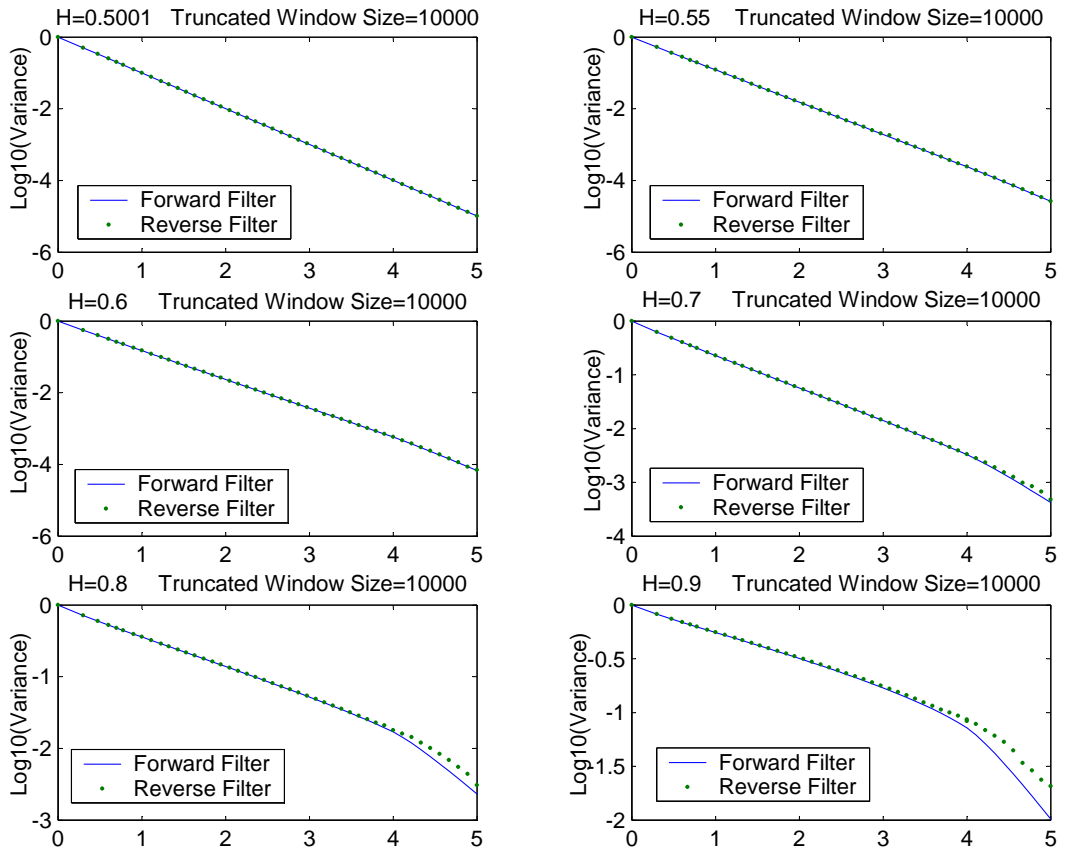 H=0.5001 Truncated Window Size=10000
0
-2
-4
-6
Log10(Variance)
Forward Filter
Reverse Filter
0 1 2 3 4 5
H=0.55 Truncated Window Size=10000
0
-2
-4
-6
Log10(Variance)
Forward Filter
Reverse Filter
0 1 2 3 4 5
H=0.6 Truncated Window Size=10000
0
-2
-4
-6
Log10(Variance)
Forward Filter
Reverse Filter
0 1 2 3 4 5
H=0.7 Truncated Window Size=10000
0
-1
-2
-3
-4
Log10(Variance)
Forward Filter
Reverse Filter
0 1 2 3 4 5
H=0.8 Truncated Window Size=10000
0
-1
-2
-3
Log10(Variance)
Forward Filter
Reverse Filter
0 1 2 3 4 5
H=0.9 Truncated Window Size=10000
0
-0.5
-1
-1.5
-2
Log10(Variance)
Forward Filter
Reverse Filter
0 1 2 3 4 5